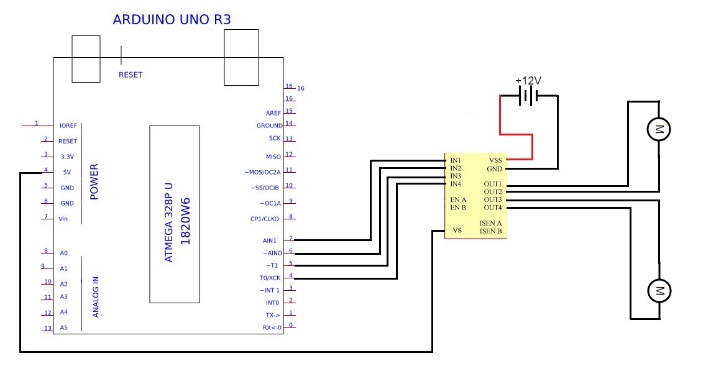 ARDUINO UNO R3
RESET
1 IOREF
2 RESET
3 3.3V
4 5V
5 GND
6 GND
7 Vin
POWER
8 A0
9 A1
10 A2
11 A3
12 A4
13 A5
ANALOG IN
ATMEGA 328P U
1820W6
16 16
16
AREF 15
GROUND 14
SCK 13
MISO 12
~MOS/OC2A 11
~SS/OCIB 10
~OC1A 9
CP1/CLKO 8
AIN1 7
~AINO 6
~T1 5
T0/XCK 4
~INT 1 3
INT0 2
TX-> 1
RX<-0 0
+12V
IN1
IN2
IN3
IN4
EN A
EN B
VS
VSS
GND
OUT1
OUT2
OUT3
OUT4
ISEN A
ISEN B
M
M